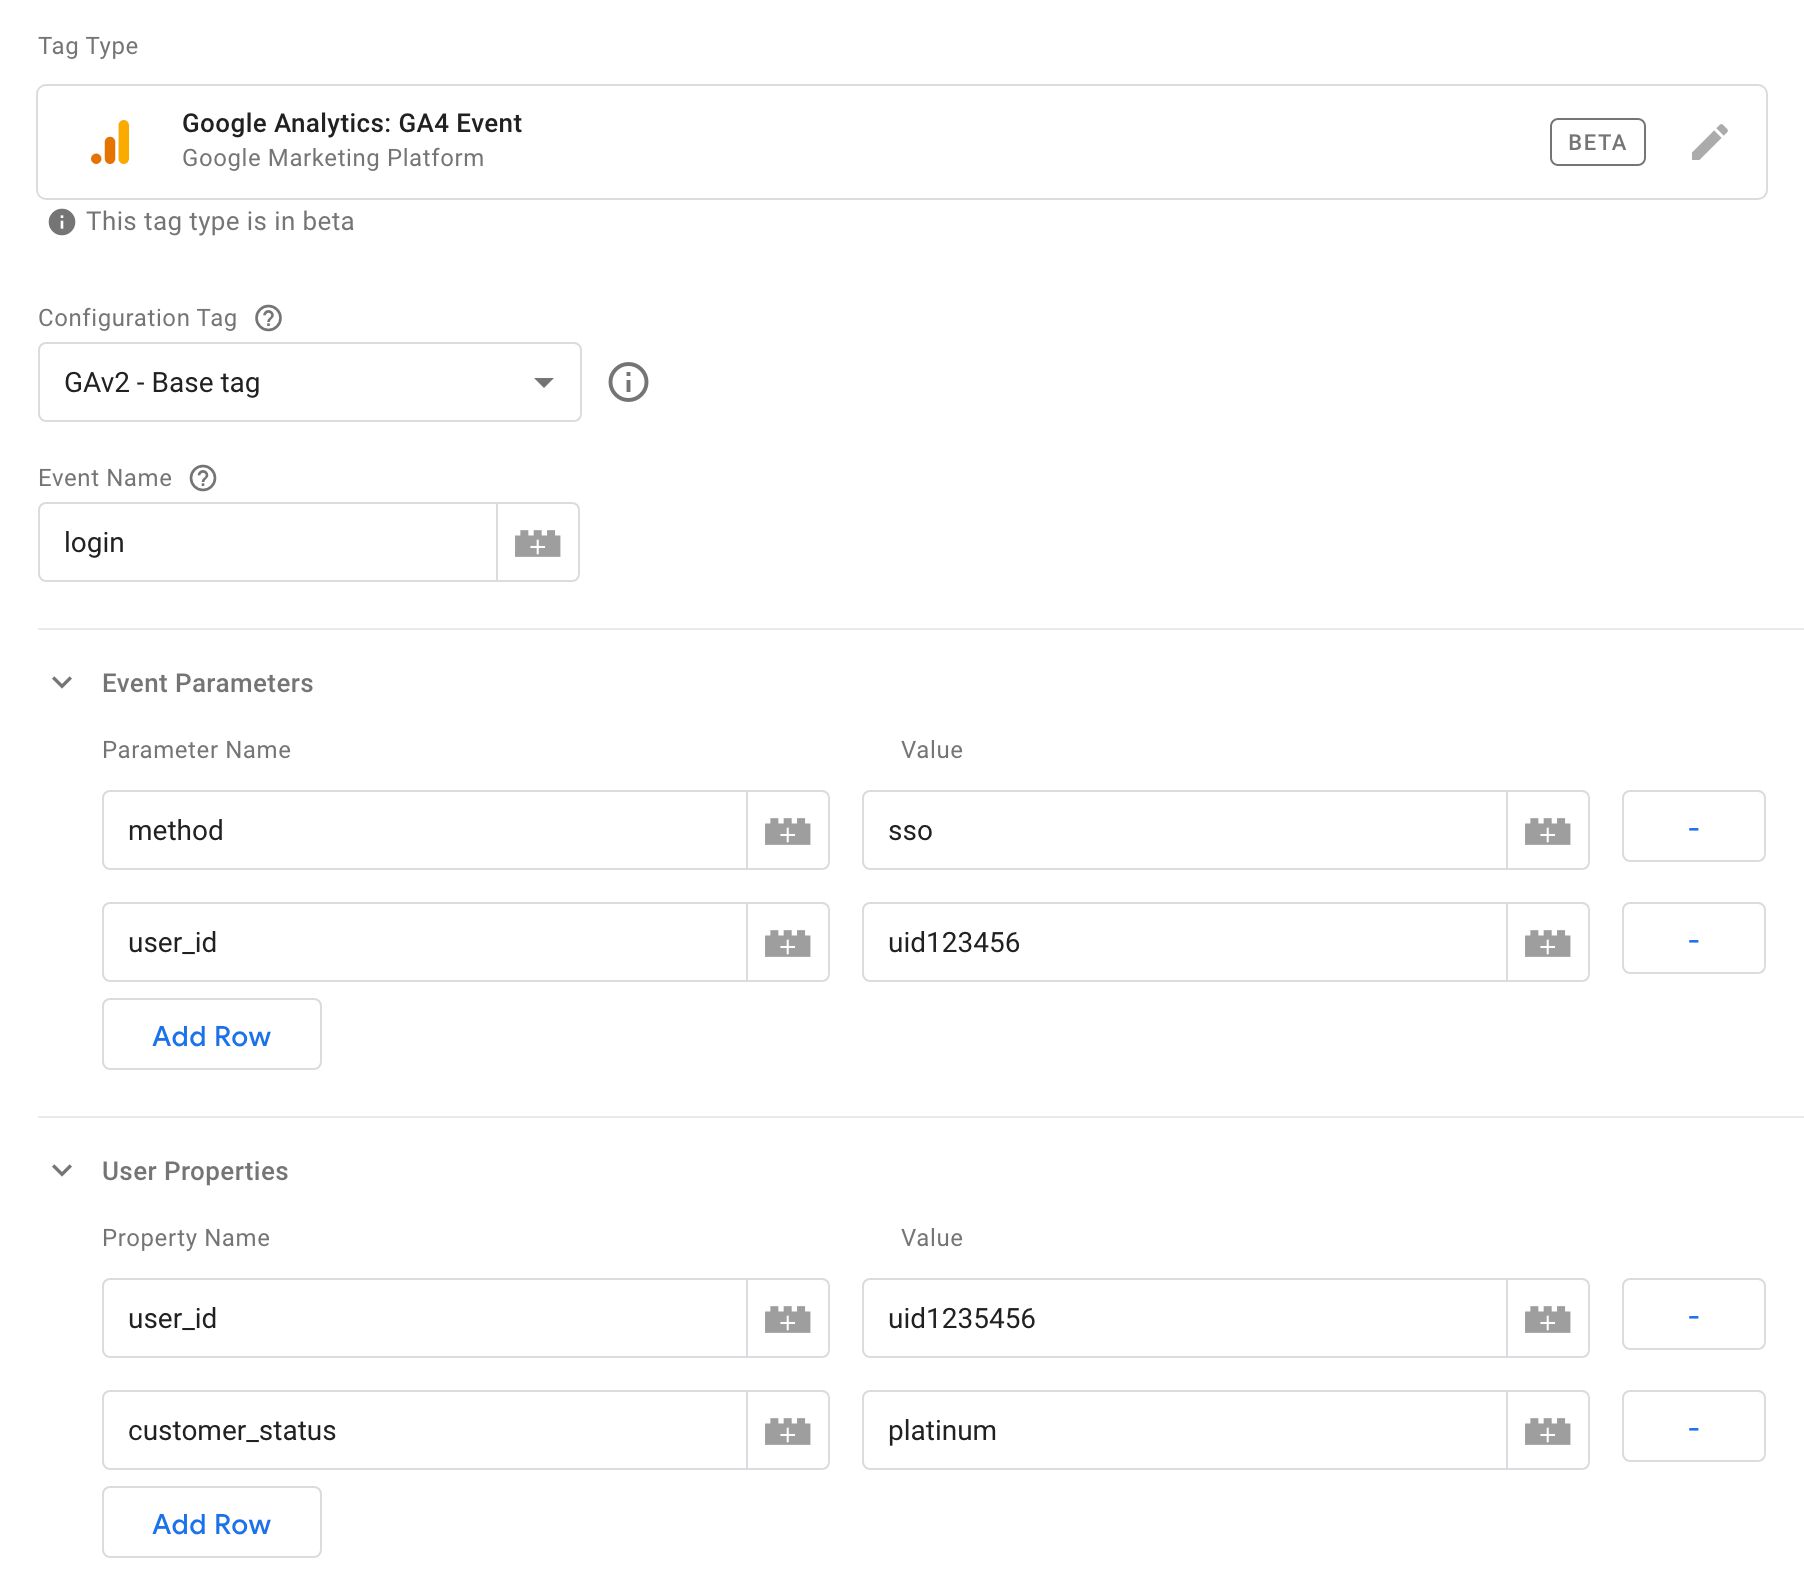 Tag Type
Google Analytics: GA4 Event
Google Marketing Platform
BETA
This tag type is in beta
Configuration Tag
GAv2 - Base tag
Event Name
login
Event Parameters
Parameter Name Value
method sso -
user_id uid123456 -
Add Row
User Properties
Property Name Value
user_id uid1235456 -
customer_status platinum -
Add Row